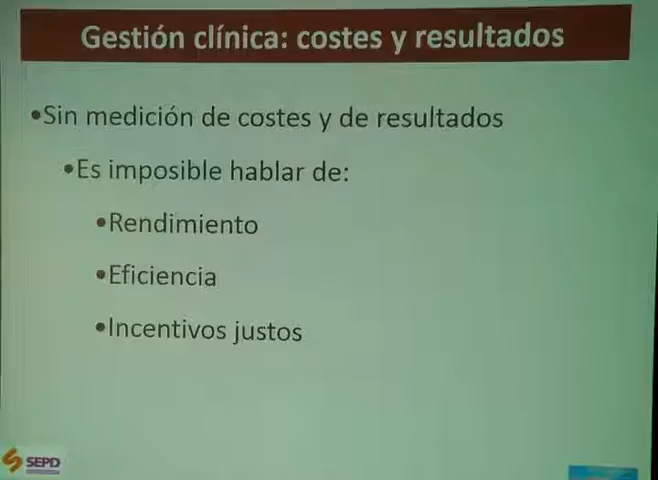 Gestión clínica: costes y resultados
•Sin medición de costes y de resultados
•Es imposible hablar de:
•Rendimiento
•Eficiencia
•Incentivos justos
SEPD